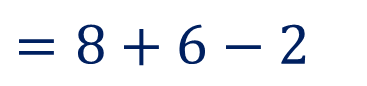 = 8 + 6 − 2